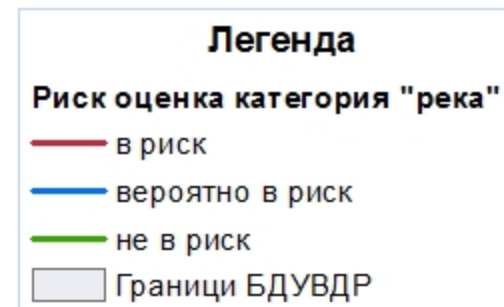 Легенда
Риск оценка категория "река"
в риск
вероятно в риск
не в риск
Граници БДУВДР